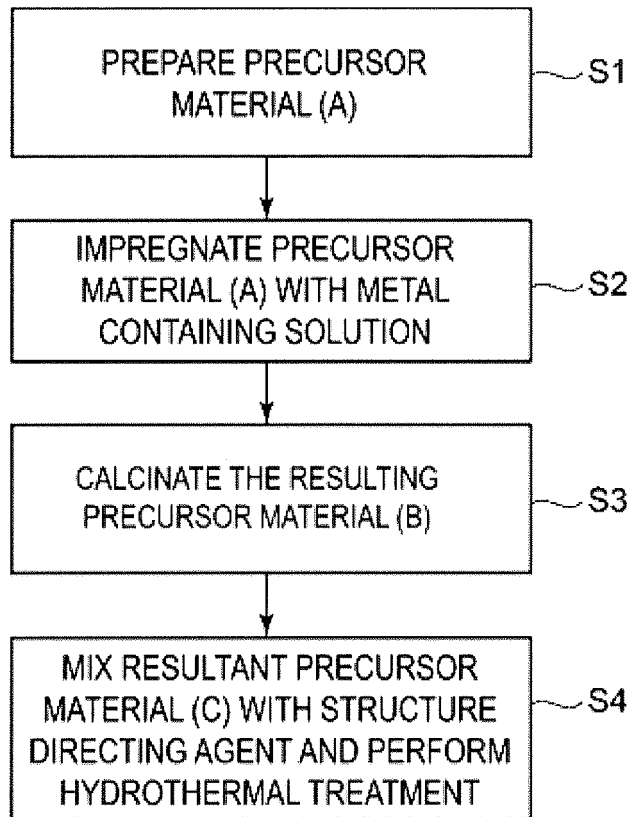 PREPARE PRECURSOR
MATERIAL (A)
S1
IMPREGNATE PRECURSOR
MATERIAL (A) WITH METAL
CONTAINING SOLUTION
S2
CALCINATE THE RESULTING
PRECURSOR MATERIAL (B)
S3
MIX RESULTANT PRECURSOR
MATERIAL (C) WITH STRUCTURE
DIRECTING AGENT AND PERFORM
HYDROTHERMAL TREATMENT
S4